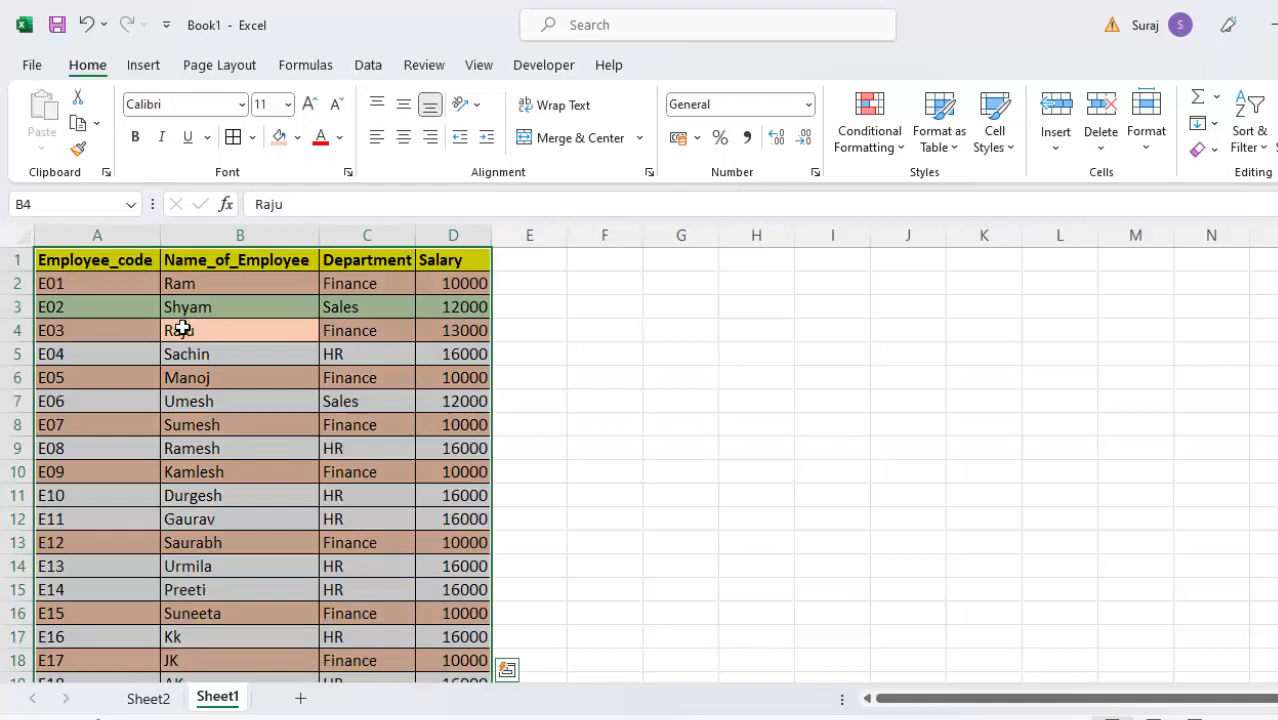 Book1 - Excel
Search
Suraj S
File Home Insert Page Layout Formulas Data Review View Developer Help
Paste
Calibri 11
B I U
Wrap Text
Merge & Center
General
Conditional Formatting
Format as Table
Cell Styles
Insert Delete Format
Sort & Filter
Clipboard Font Alignment Number Styles Cells Editing
B4 fx Raju
A B C D E F G H I J K L M N
1 Employee_code Name_of_Employee Department Salary
2 E01 Ram Finance 10000
3 E02 Shyam Sales 12000
4 E03 Raju Finance 13000
5 E04 Sachin HR 16000
6 E05 Manoj Finance 10000
7 E06 Umesh Sales 12000
8 E07 Sumesh Finance 10000
9 E08 Ramesh HR 16000
10 E09 Kamlesh Finance 10000
11 E10 Durgesh HR 16000
12 E11 Gaurav HR 16000
13 E12 Saurabh Finance 10000
14 E13 Urmila HR 16000
15 E14 Preeti HR 16000
16 E15 Suneeta Finance 10000
17 E16 Kk HR 16000
18 E17 JK Finance 10000
Sheet2 Sheet1